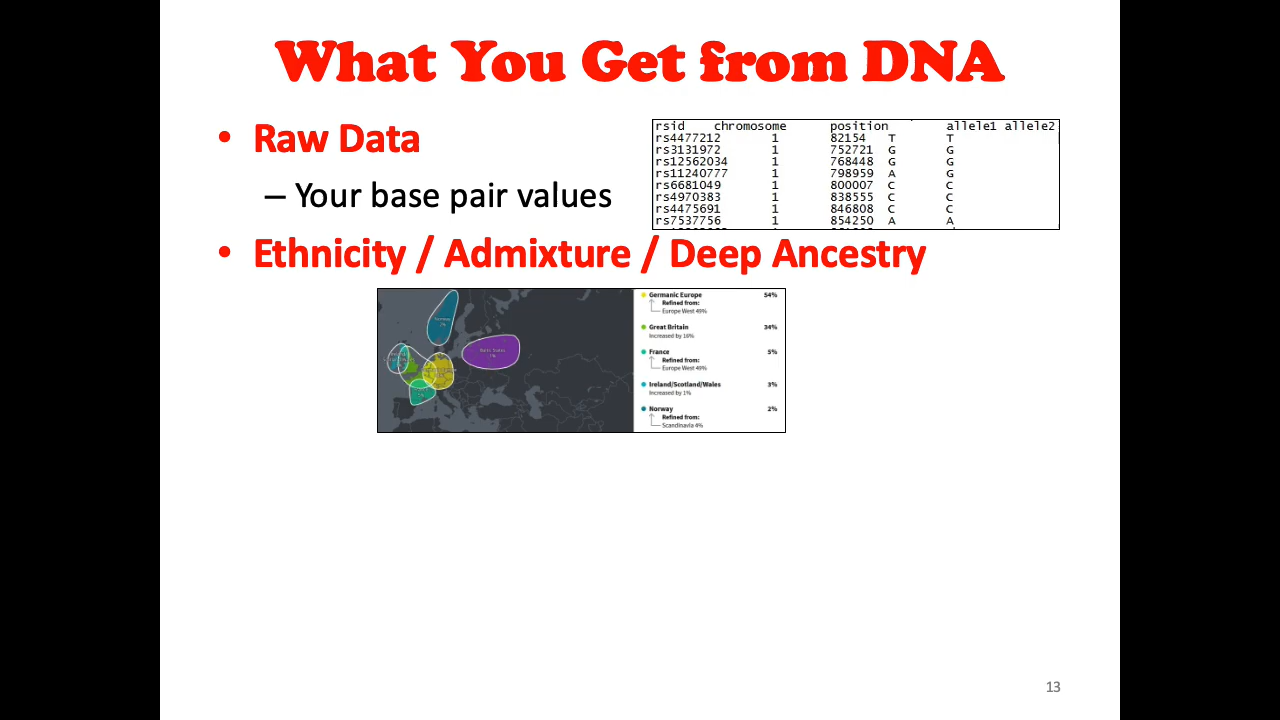 What You Get from DNA
• Raw Data
– Your base pair values
rsid chromosome position allele1 allele2
rs4477212 1 82154 T T
rs3131972 1 752721 G G
rs12562034 1 768448 G G
rs11240777 1 798959 A G
rs6681049 1 800007 C C
rs4970383 1 838555 C C
rs4475691 1 846808 C C
rs7537756 1 854250 A A
• Ethnicity / Admixture / Deep Ancestry
Germanic Europe 54%
Refined from:
Europe West 49%
Great Britain 34%
Increased by 16%
France 5%
Refined from:
Europe West 49%
Ireland/Scotland/Wales 3%
Increased by 1%
Norway 2%
Refined from:
Scandinavia 4%
13